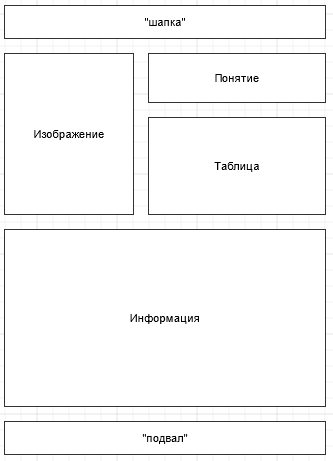 "шапка"
Изображение
Понятие
Таблица
Информация
"подвал"